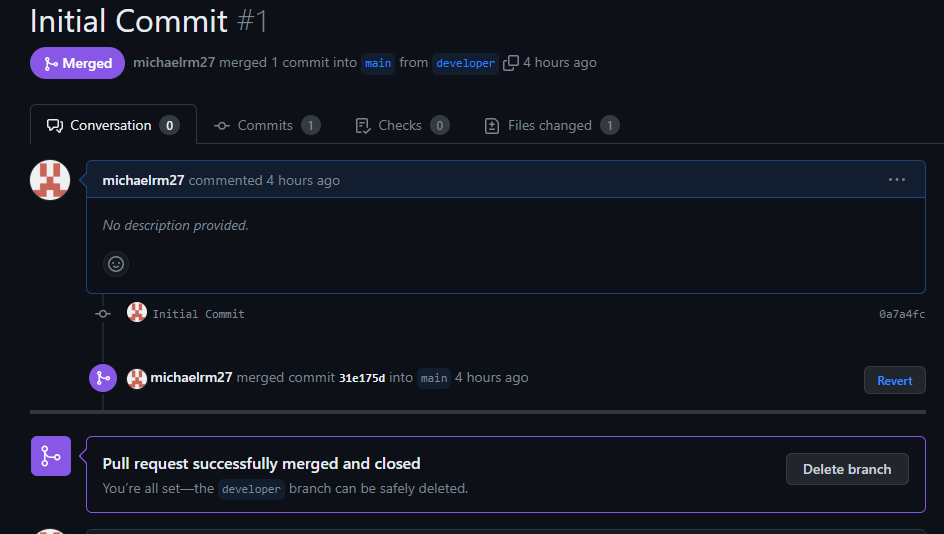 Initial Commit #1
Merged michaelrm27 merged 1 commit into main from developer 4 hours ago
Conversation 0 Commits 1 Checks 0 Files changed 1
michaelrm27 commented 4 hours ago
No description provided.
Initial Commit 0a7a4fc
michaelrm27 merged commit 31e175d into main 4 hours ago Revert
Pull request successfully merged and closed
You're all set—the developer branch can be safely deleted.
Delete branch